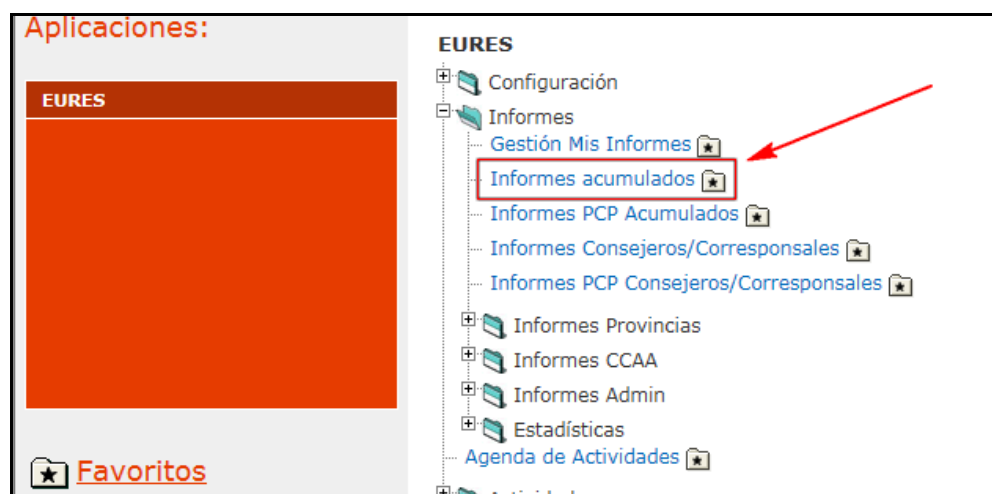 Aplicaciones:
EURES
Favoritos
EURES
Configuración
Informes
Gestión Mis Informes
Informes acumulados
Informes PCP Acumulados
Informes Consejeros/Corresponsales
Informes PCP Consejeros/Corresponsales
Informes Provincias
Informes CCAA
Informes Admin
Estadísticas
Agenda de Actividades